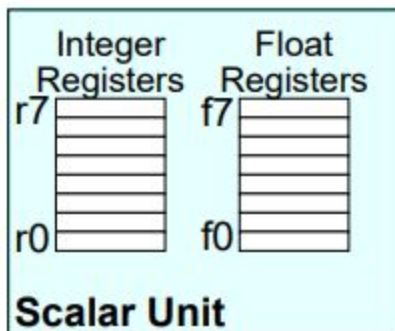 Integer Registers
Float Registers
r7
f7
r0
f0
Scalar Unit